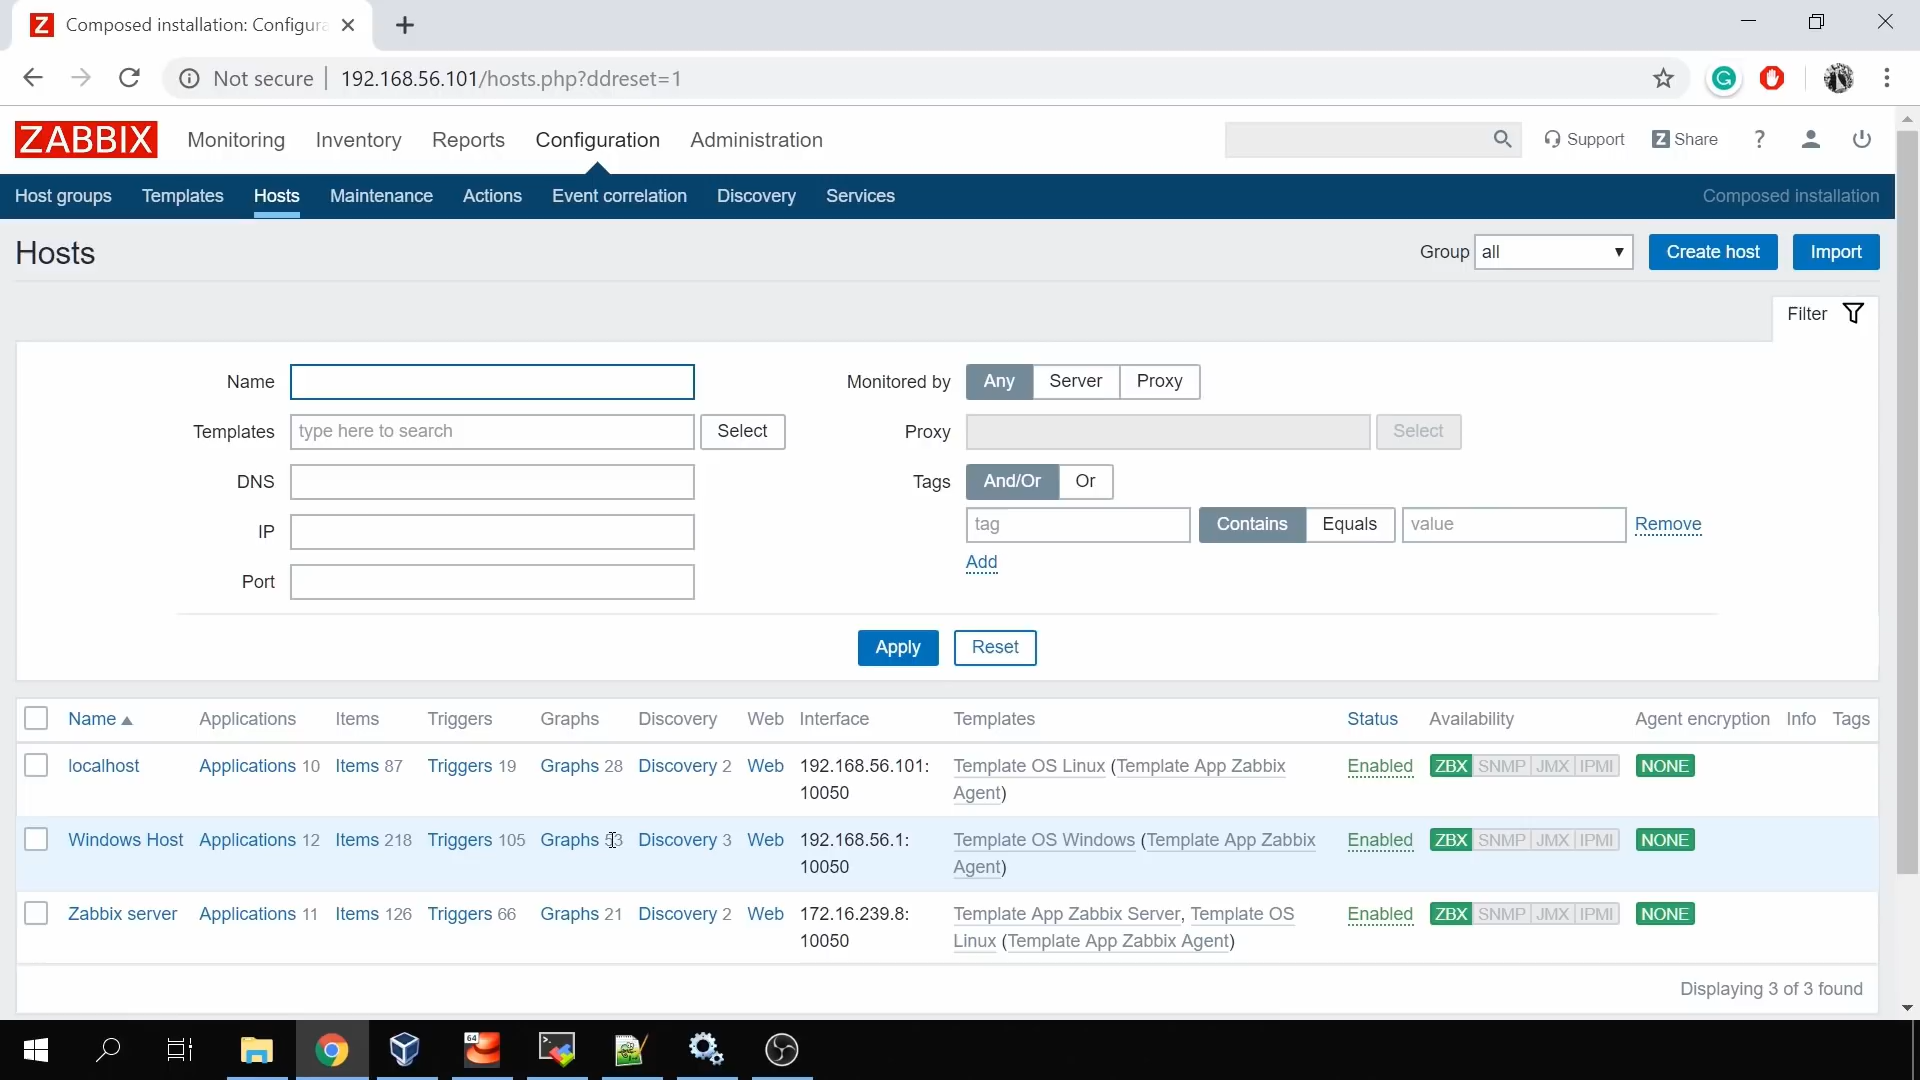 Z Composed installation: Configura
Not secure 192.168.56.101/hosts.php?ddreset=1
ZABBIX Monitoring Inventory Reports Configuration Administration Support Z Share ?
Host groups Templates Hosts Maintenance Actions Event correlation Discovery Services Composed installation
Hosts Group all Create host Import
Filter
Name Monitored by Any Server Proxy
Templates type here to search Select Proxy Select
DNS Tags And/Or Or
IP tag Contains Equals value Remove
Add
Port
Apply Reset
Name Applications Items Triggers Graphs Discovery Web Interface Templates Status Availability Agent encryption Info Tags
localhost Applications 10 Items 87 Triggers 19 Graphs 28 Discovery 2 Web 192.168.56.101: Template OS Linux (Template App Zabbix Enabled ZBX SNMP JMX IPMI NONE
10050 Agent)
Windows Host Applications 12 Items 218 Triggers 105 Graphs Discovery 3 Web 192.168.56.1: Template OS Windows (Template App Zabbix Enabled ZBX SNMP JMX IPMI NONE
10050 Agent)
Zabbix server Applications 11 Items 126 Triggers 66 Graphs 21 Discovery 2 Web 172.16.239.8: Template App Zabbix Server, Template OS Enabled ZBX SNMP JMX IPMI NONE
10050 Linux (Template App Zabbix Agent)
Displaying 3 of 3 found
64